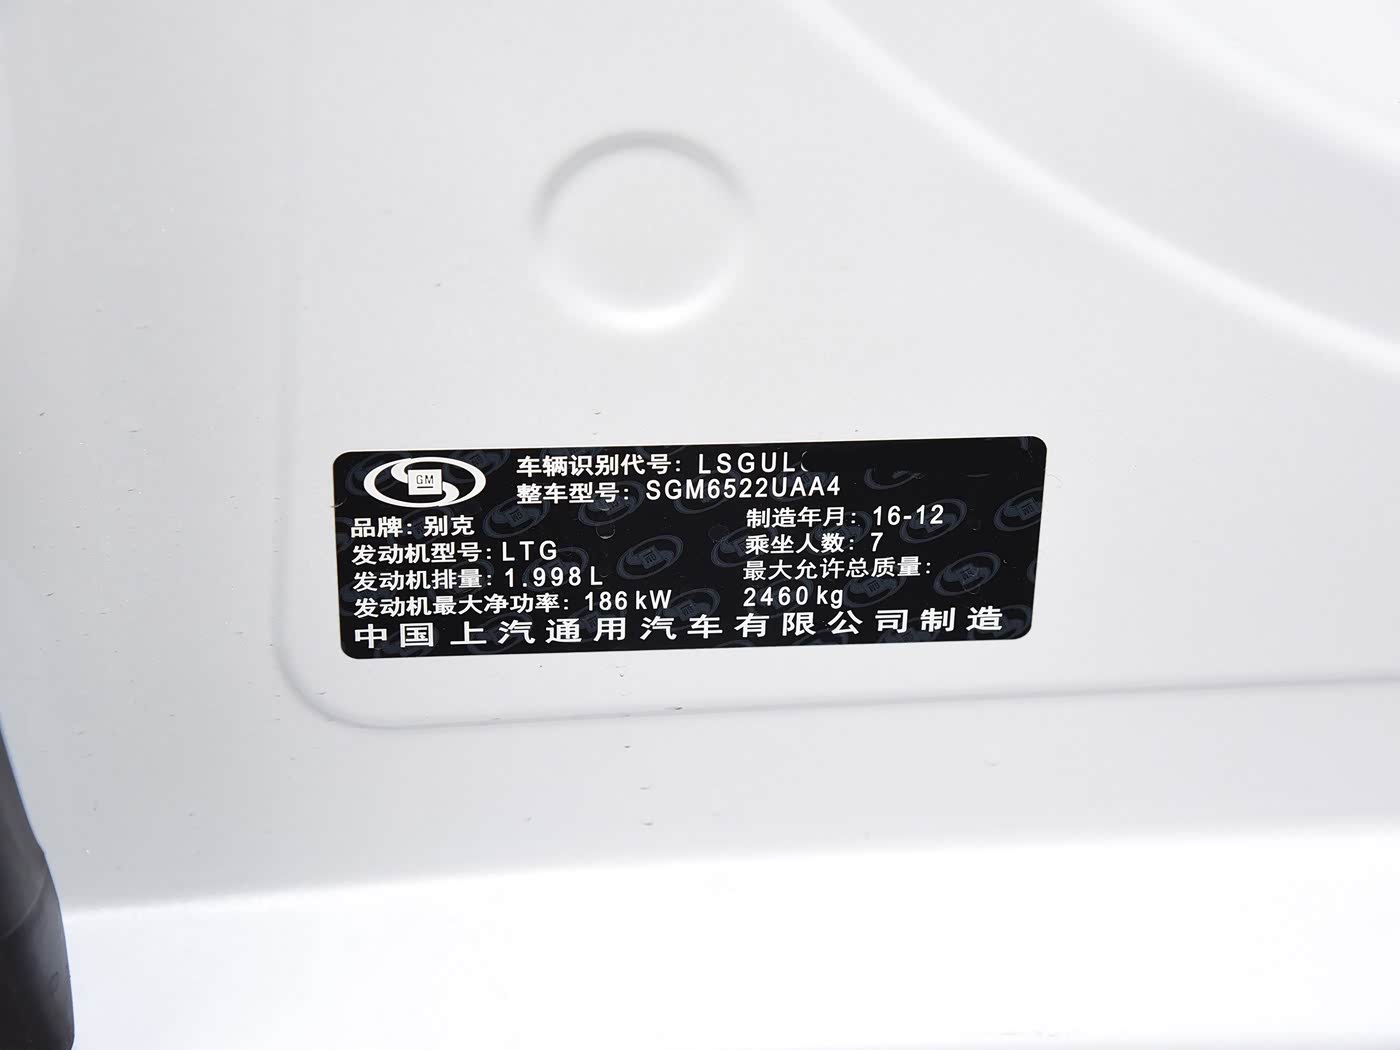 GM
车辆识别代号: LSGUL
整车型号: SGM6522UAA4
品牌: 别克
制造年月: 16-12
发动机型号: LTG
乘坐人数: 7
发动机排量: 1.998L
最大允许总质量:
发动机最大净功率: 186kW
2460kg
中国上汽通用汽车有限公司制造